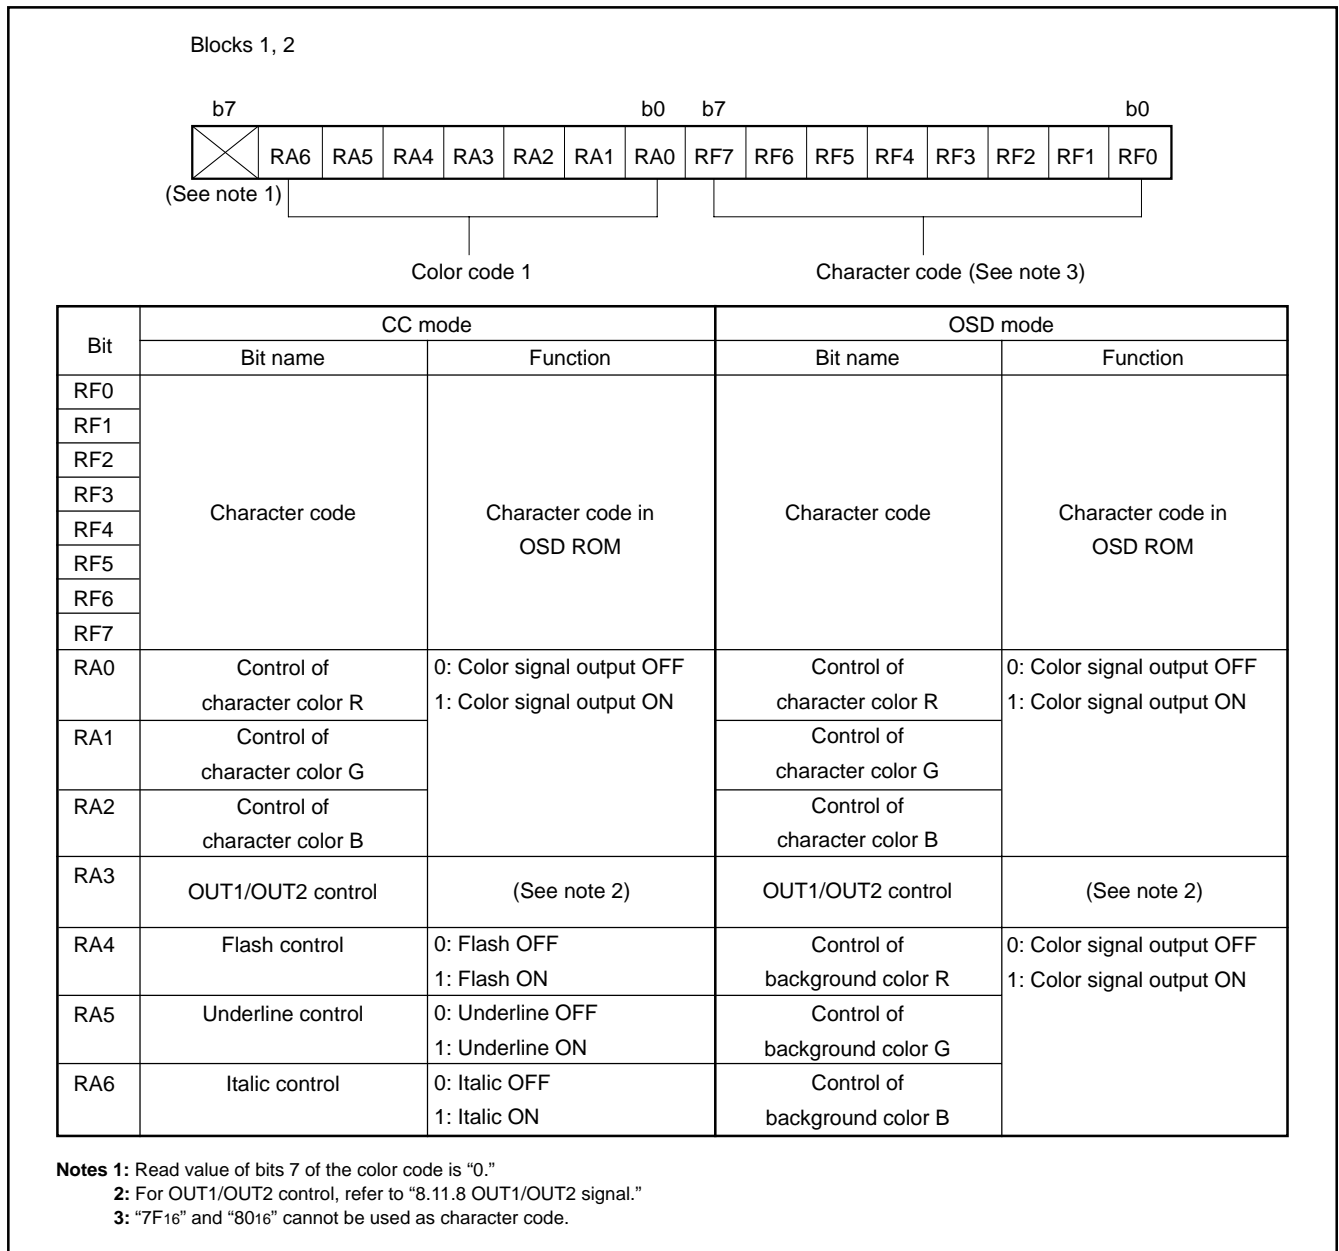 Blocks 1, 2
b7 b0 b7 b0
RA6 RA5 RA4 RA3 RA2 RA1 RA0 RF7 RF6 RF5 RF4 RF3 RF2 RF1 RF0
(See note 1)
Color code 1 Character code (See note 3)
Bit CC mode OSD mode
Bit name Function Bit name Function
RF0
RF1
RF2
RF3
RF4
RF5
RF6
RF7
Character code Character code in Character code Character code in
OSD ROM OSD ROM
RA0 Control of 0: Color signal output OFF Control of 0: Color signal output OFF
character color R 1: Color signal output ON character color R 1: Color signal output ON
RA1 Control of Control of
character color G character color G
RA2 Control of Control of
character color B character color B
RA3 OUT1/OUT2 control (See note 2) OUT1/OUT2 control (See note 2)
RA4 Flash control 0: Flash OFF Control of 0: Color signal output OFF
1: Flash ON background color R 1: Color signal output ON
RA5 Underline control 0: Underline OFF Control of
1: Underline ON background color G
RA6 Italic control 0: Italic OFF Control of
1: Italic ON background color B
Notes 1: Read value of bits 7 of the color code is “0.”
2: For OUT1/OUT2 control, refer to “8.11.8 OUT1/OUT2 signal.”
3: “7F16” and “8016” cannot be used as character code.